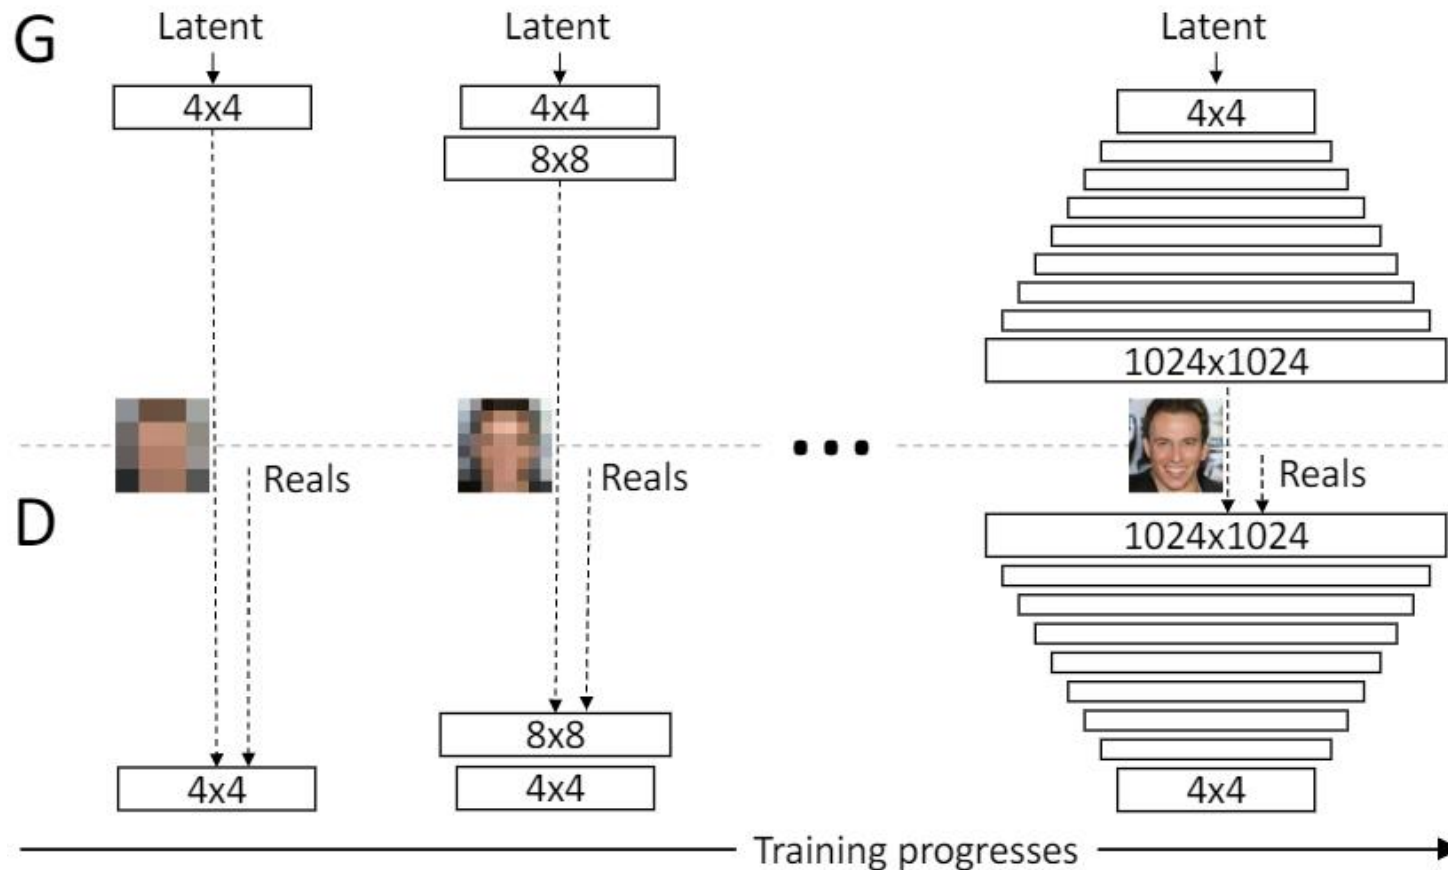 G
Latent
Latent
Latent
4x4
4x4
4x4
8x8
1024x1024
Reals
Reals
Reals
D
1024x1024
8x8
4x4
4x4
4x4
Training progresses